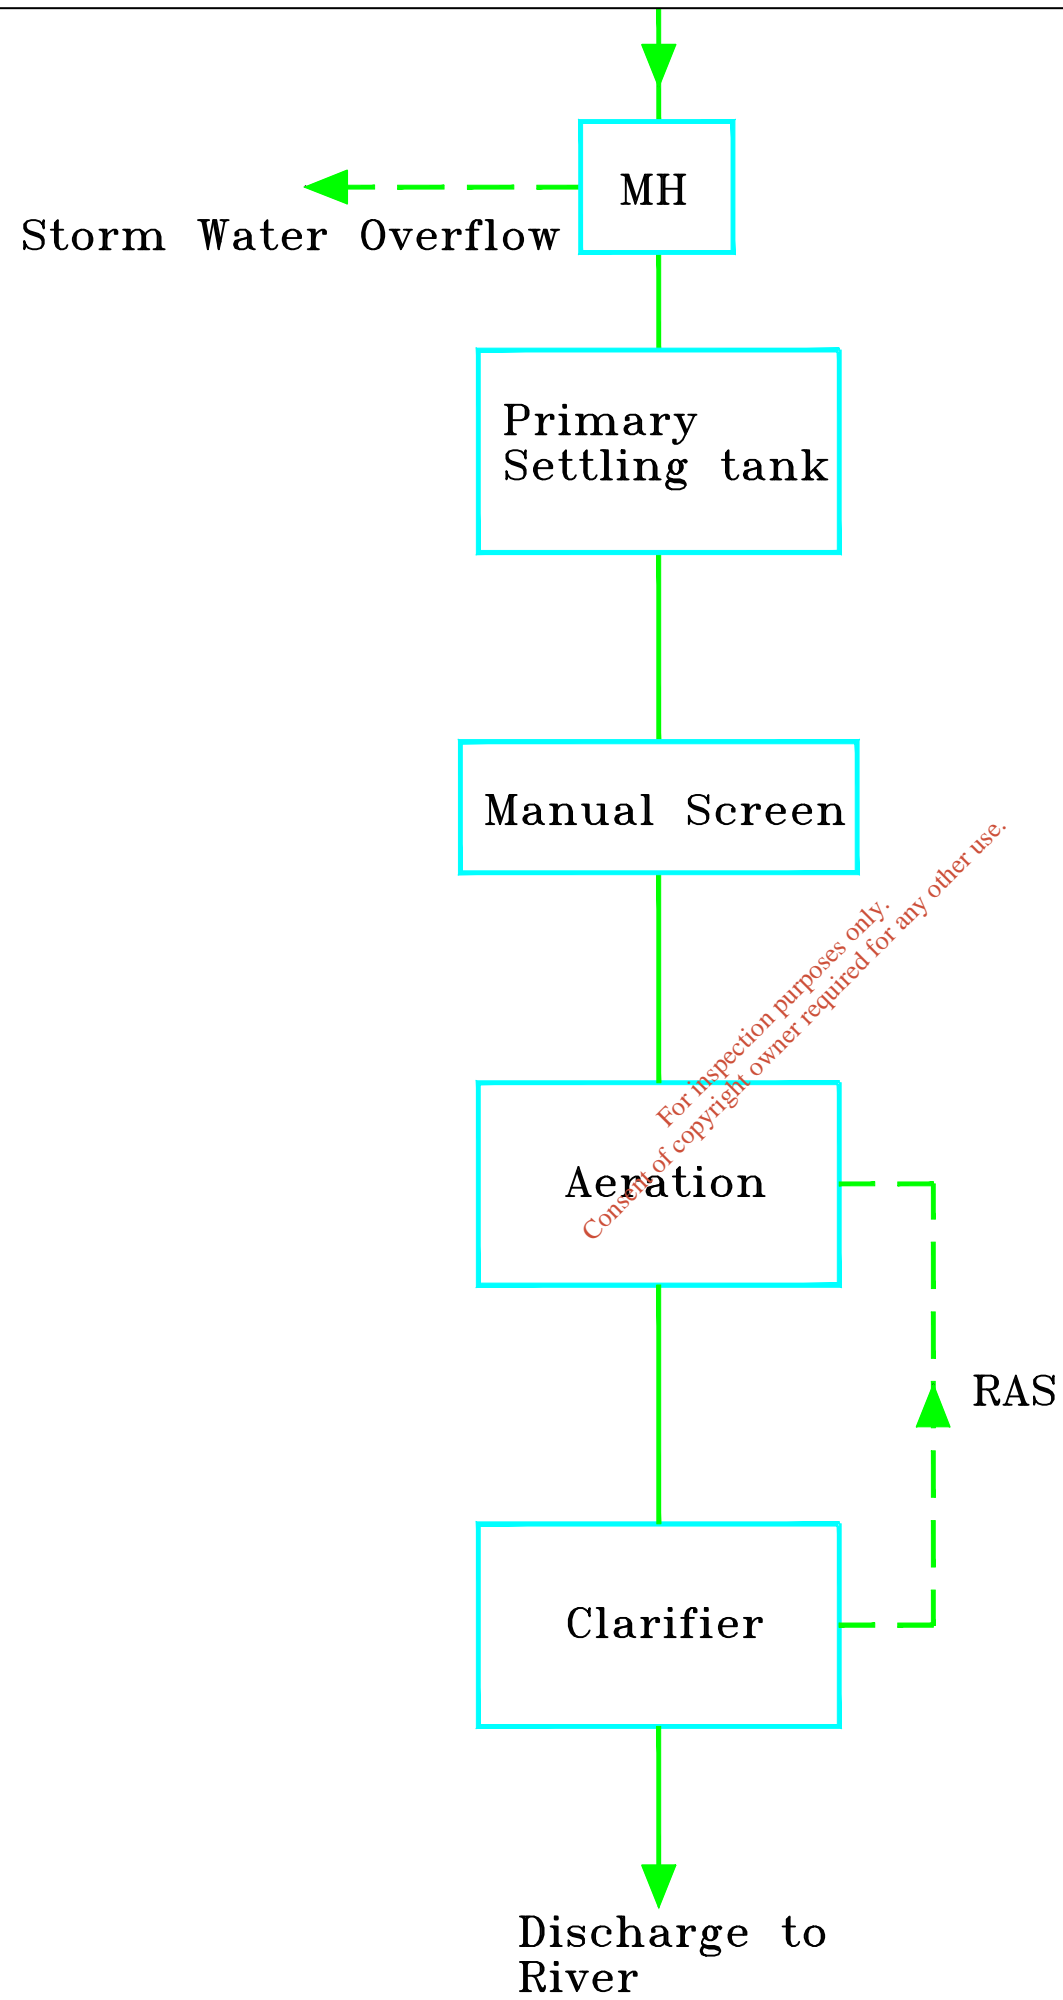 MH
Storm Water Overflow
Primary
Settling tank
Manual Screen
For inspection purposes only.
Consent of copyright owner required for any other use.
Aeration
RAS
Clarifier
Discharge to
River